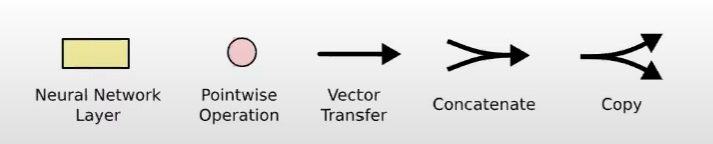 Neural Network
Layer
Pointwise
Operation
Vector
Transfer
Concatenate
Copy